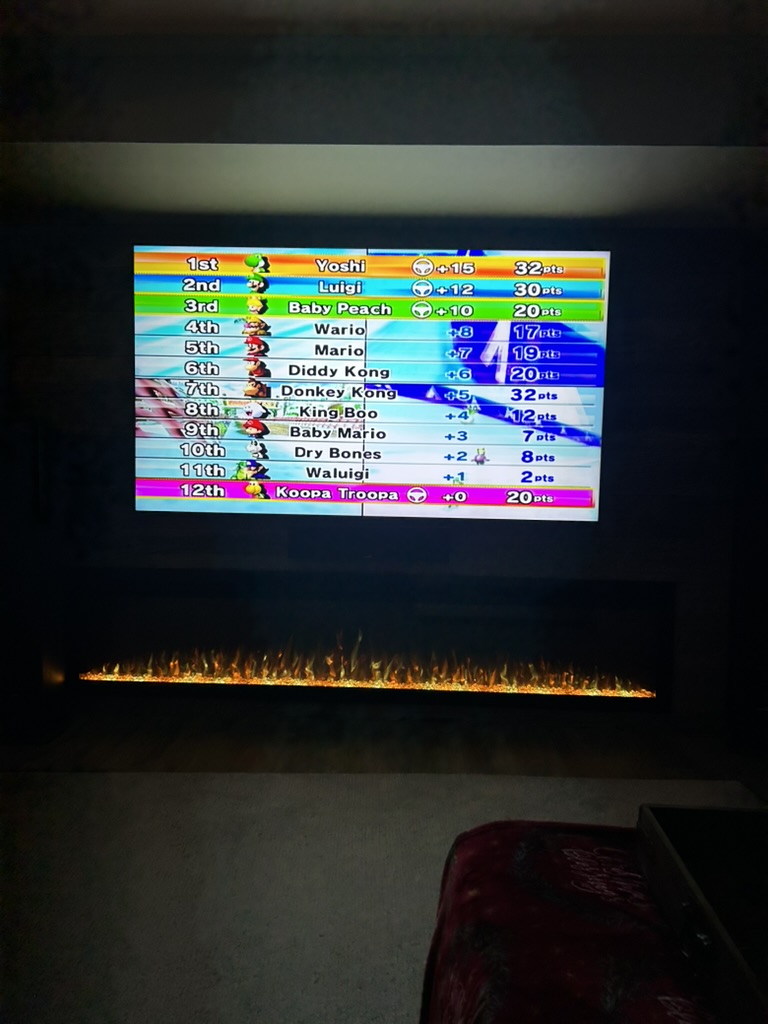 1st Yoshi +15 32pts
2nd Luigi +12 30pts
3rd Baby Peach +10 20pts
4th Wario +8 17pts
5th Mario +7 19pts
6th Diddy Kong +6 20pts
7th Donkey Kong +5 32pts
8th King Boo +4 12pts
9th Baby Mario +3 7pts
10th Dry Bones +2 8pts
11th Waluigi +1 2pts
12th Koopa Troopa +0 20pts